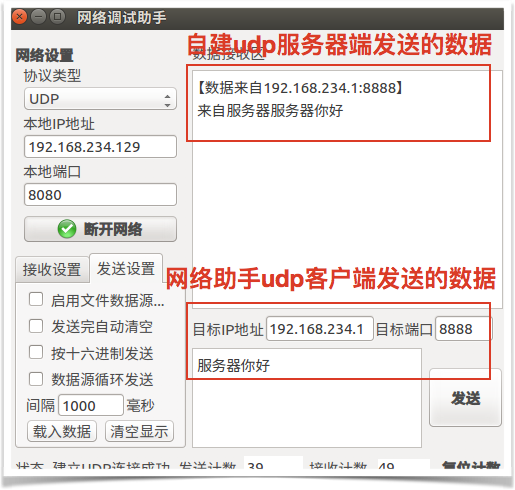 网络调试助手
自建udp服务器端发送的数据
网络设置
数据接收区
协议类型
UDP
【数据来自192.168.234.1:8888】
来自服务器服务器你好
本地IP地址
192.168.234.129
本地端口
8080
断开网络
接收设置 发送设置
网络助手udp客户端发送的数据
启用文件数据源...
发送完自动清空
按十六进制发送
数据源循环发送
间隔 1000 毫秒
载入数据 清空显示
目标IP地址 192.168.234.1 目标端口 8888
服务器你好
发送
状态 建立UDP连接成功 发送计数 39 接收计数 49 复位计数